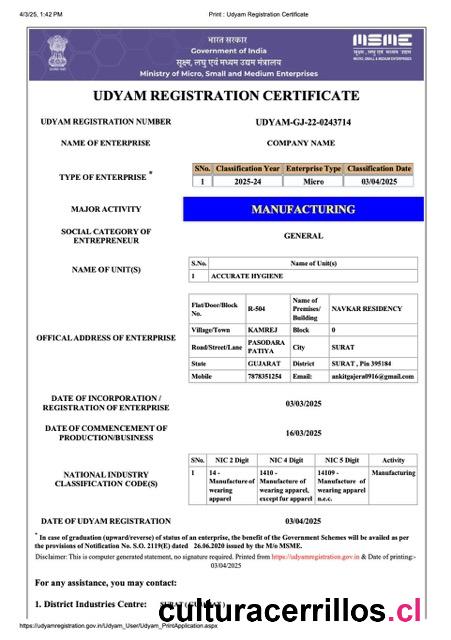 4/3/25, 1:42 PM Print : Udyam Registration Certificate
भारत सरकार
Government of India
सूक्ष्म, लघु एवं मध्यम उद्यम मंत्रालय
Ministry of Micro, Small and Medium Enterprises
MSME
MICRO, SMALL & MEDIUM ENTERPRISES
UDYAM REGISTRATION CERTIFICATE
UDYAM REGISTRATION NUMBER UDYAM-GJ-22-0243714
NAME OF ENTERPRISE COMPANY NAME
TYPE OF ENTERPRISE *
SNo. Classification Year Enterprise Type Classification Date
1 2025-24 Micro 03/04/2025
MAJOR ACTIVITY MANUFACTURING
SOCIAL CATEGORY OF
ENTREPRENEUR
GENERAL
NAME OF UNIT(S)
S.No. Name of Unit(s)
1 ACCURATE HYGIENE
OFFICAL ADDRESS OF ENTERPRISE
Flat/Door/Block No. R-504 Name of Premises/ Building NAVKAR RESIDENCY
Village/Town KAMREJ Block 0
Road/Street/Lane PASODARA PATIYA City SURAT
State GUJARAT District SURAT , Pin 395184
Mobile 7878351254 Email: ankitgajera0916@gmail.com
DATE OF INCORPORATION /
REGISTRATION OF ENTERPRISE
03/03/2025
DATE OF COMMENCEMENT OF
PRODUCTION/BUSINESS
16/03/2025
NATIONAL INDUSTRY
CLASSIFICATION CODE(S)
SNo. NIC 2 Digit NIC 4 Digit NIC 5 Digit Activity
1 14 - Manufacture of wearing apparel 1410 - Manufacture of wearing apparel, except fur apparel 14109 - Manufacture of wearing apparel n.e.c. Manufacturing
DATE OF UDYAM REGISTRATION 03/04/2025
* In case of graduation (upward/reverse) of status of an enterprise, the benefit of the Government Schemes will be availed as per
the provisions of Notification No. S.O. 2119(E) dated 26.06.2020 issued by the M/o MSME.
Disclaimer: This is computer generated statement, no signature required. Printed from https://udyamregistration.gov.in & Date of printing:-
03/04/2025
For any assistance, you may contact:
1. District Industries Centre: SURAT ( GUJARAT )
culturacerrillos.cl
https://udyamregistration.gov.in/Udyam_User/Udyam_PrintApplication.aspx